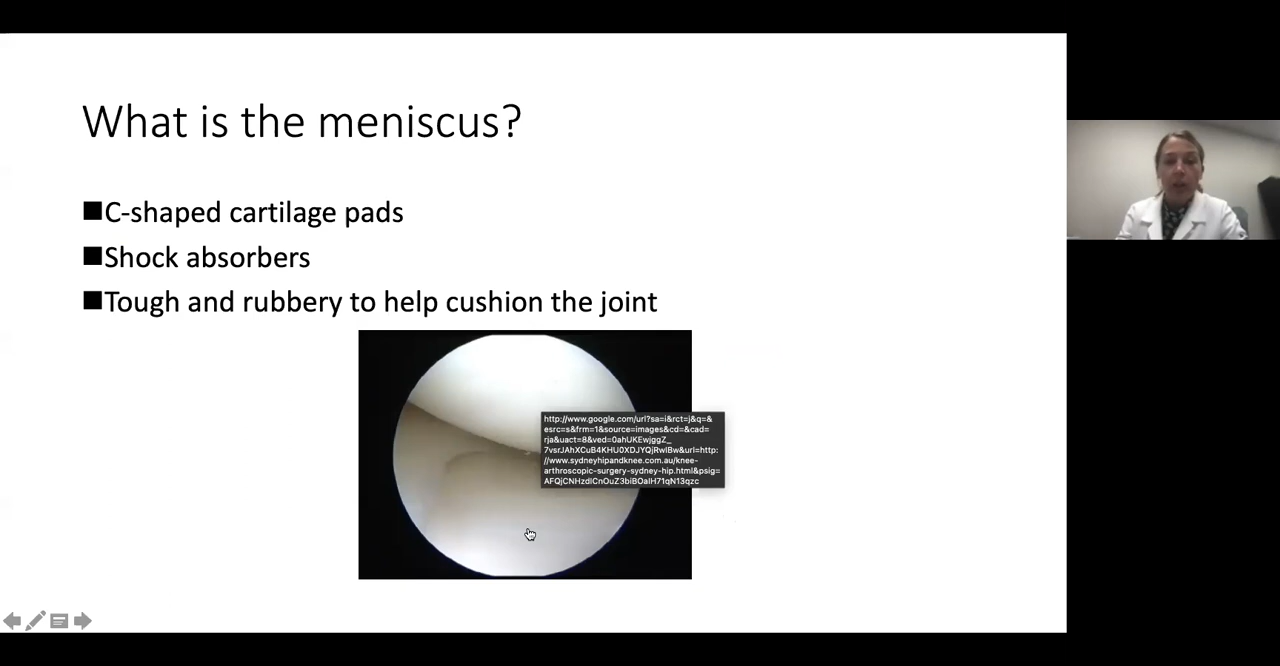 What is the meniscus?
C-shaped cartilage pads
Shock absorbers
Tough and rubbery to help cushion the joint
http://www.google.com/url?sa=i&rct=j&q=&
esrc=s&frm=1&source=images&cd=&cad=
rja&uact=8&ved=0ahUKEwjggZ_
7vsrJAhXCuB4KHU0XDJYQjRwIBw&url=http:
//www.sydneyhipandknee.com.au/knee-
arthroscopic-surgery-sydney-hip.html&psig=
AFQjCNHzdICnOuZ3biBOaIH71qN13qzc